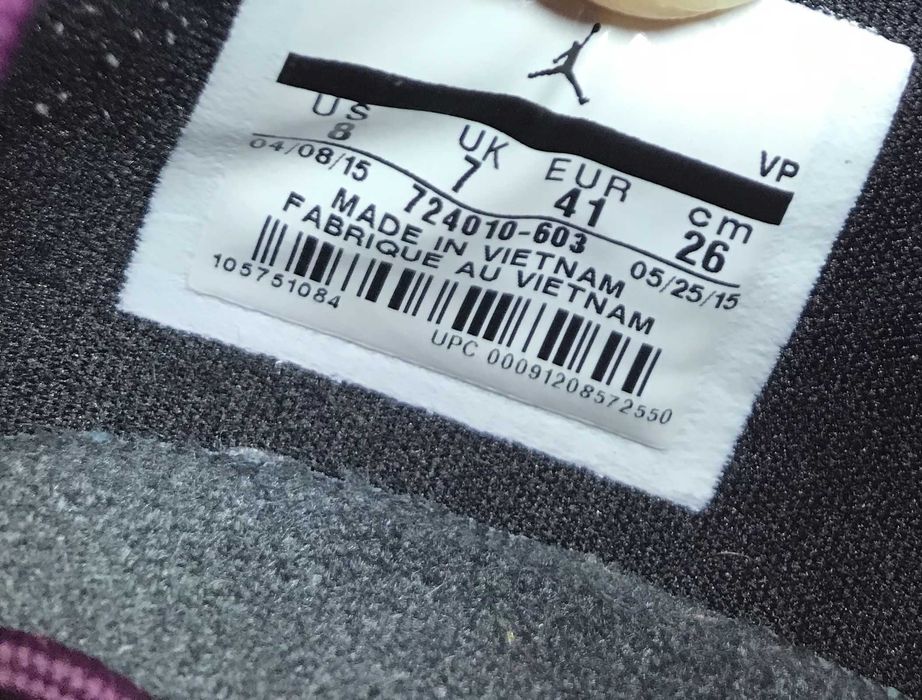 VP
US UK EUR cm
8 7 41 26
04/08/15 724010-603 05/25/15
MADE IN VIETNAM
FABRIQUE AU VIETNAM
105751084
UPC 00091208572550